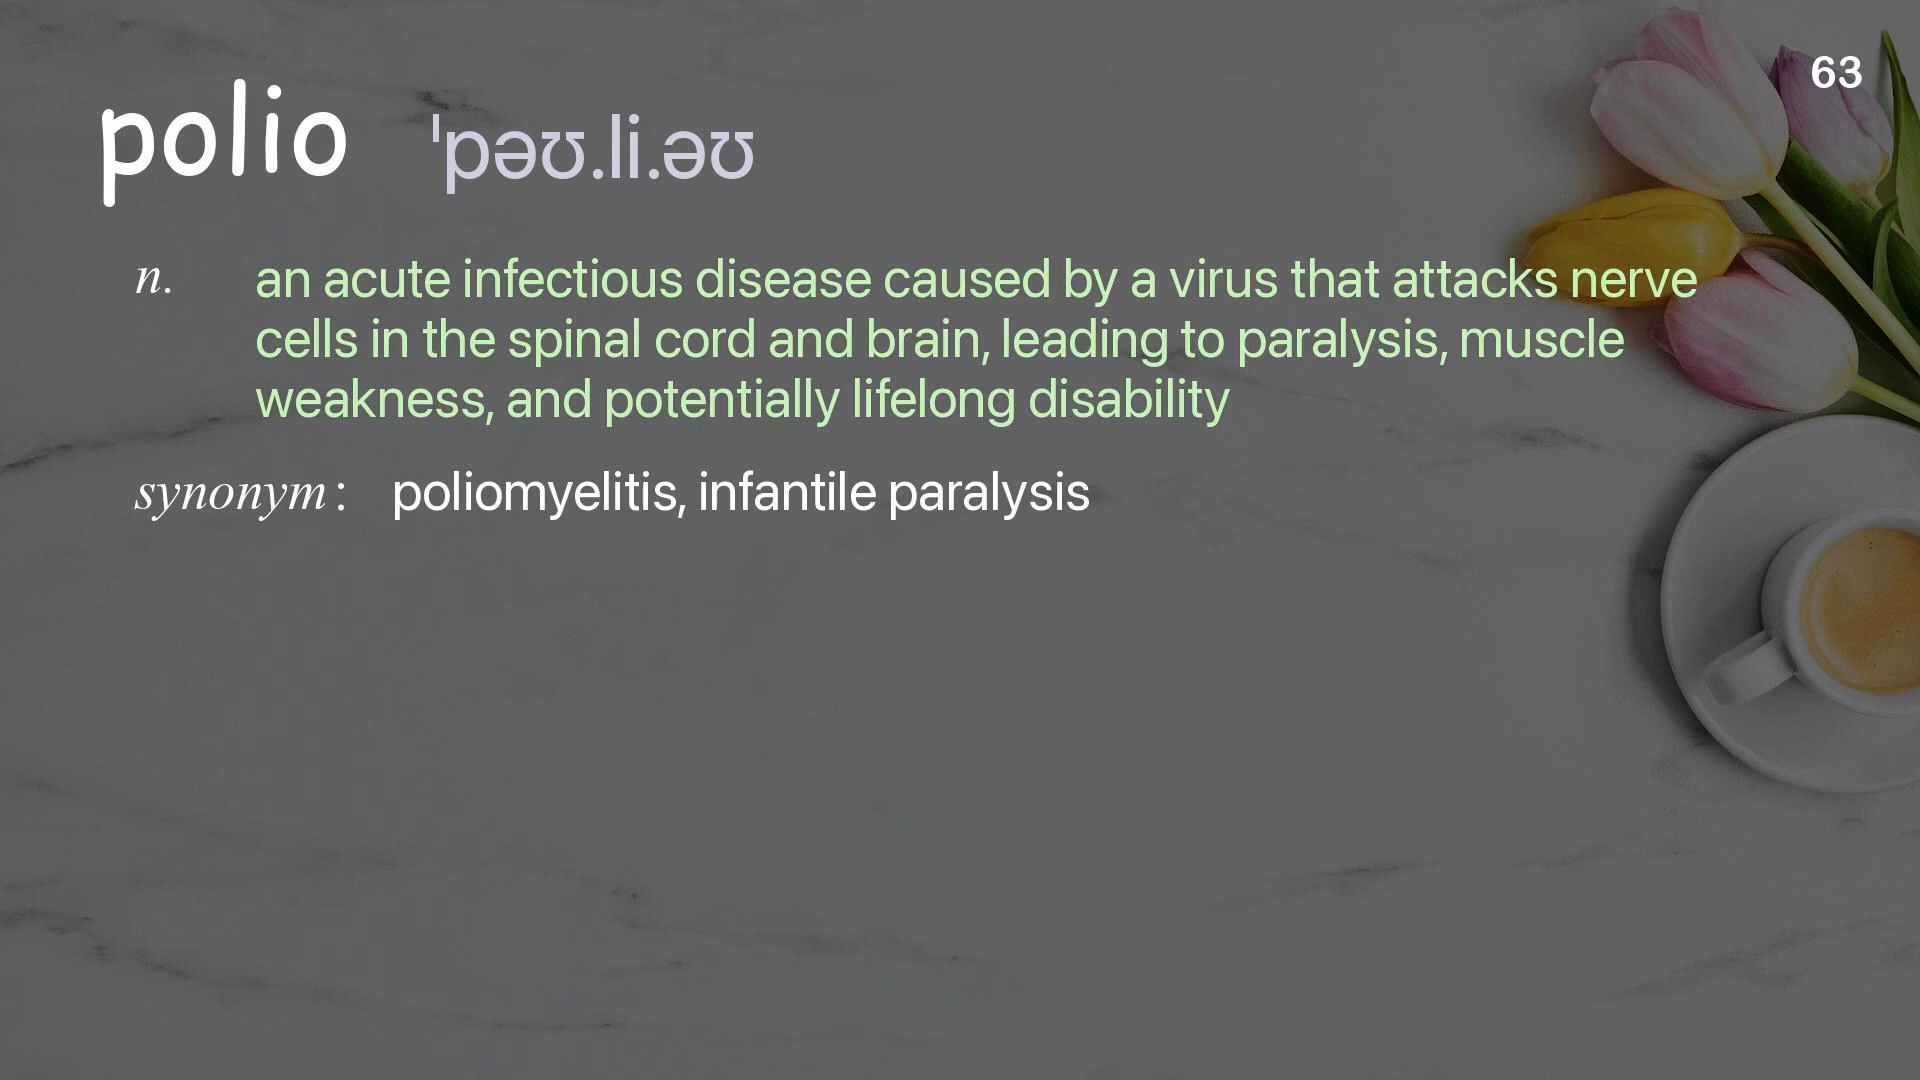 63
polio ˈpəʊ.li.əʊ
n. an acute infectious disease caused by a virus that attacks nerve
cells in the spinal cord and brain, leading to paralysis, muscle
weakness, and potentially lifelong disability
synonym: poliomyelitis, infantile paralysis